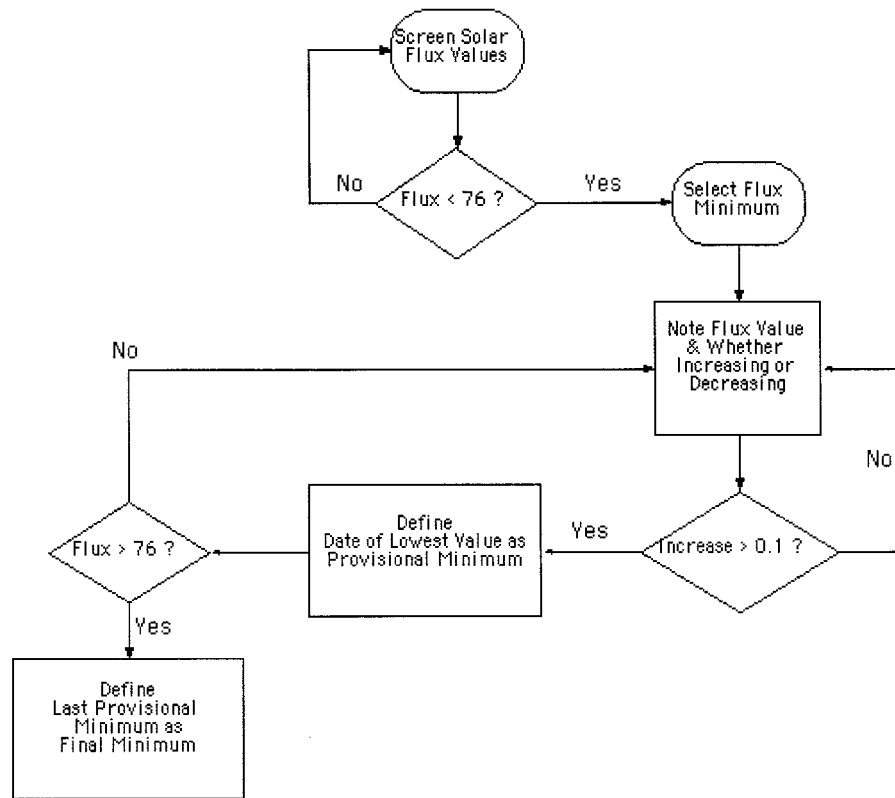 Screen Solar
Flux Values
Flux < 76 ?
No
Yes
Select Flux
Minimum
Note Flux Value
& Whether
Increasing or
Decreasing
No
No
Increase > 0.1 ?
Yes
Define
Date of Lowest Value as
Provisional Minimum
Flux > 76 ?
Yes
Define
Last Provisional
Minimum as
Final Minimum